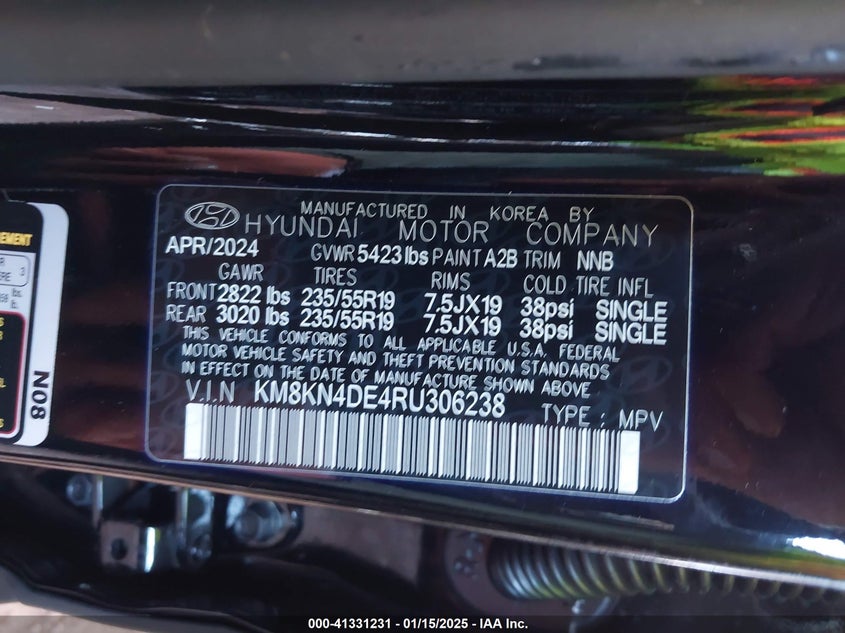 MANUFACTURED IN KOREA BY
HYUNDAI MOTOR COMPANY
APR/2024 GVWR 5423 lbs PAINT A2B TRIM NNB
GAWR TIRES RIMS COLD TIRE INFL
FRONT 2822 lbs 235/55R19 7.5JX19 38psi SINGLE
REAR 3020 lbs 235/55R19 7.5JX19 38psi SINGLE
THIS VEHICLE CONFORMS TO ALL APPLICABLE U.S.A. FEDERAL
MOTOR VEHICLE SAFETY AND THEFT PREVENTION STANDARDS
IN EFFECT ON THE DATE OF MANUFACTURE SHOWN ABOVE
V.I.N KM8KN4DE4RU306238 TYPE : MPV
N08
000-41331231 - 01/15/2025 - IAA Inc.